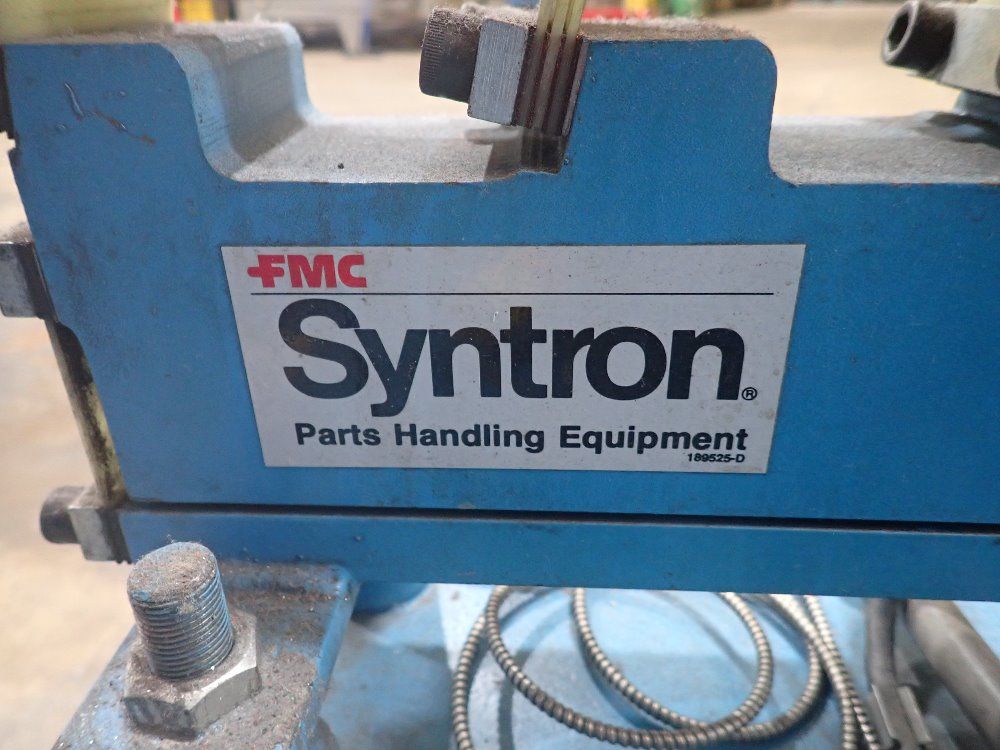 FMC
Syntron®
Parts Handling Equipment
189525-D